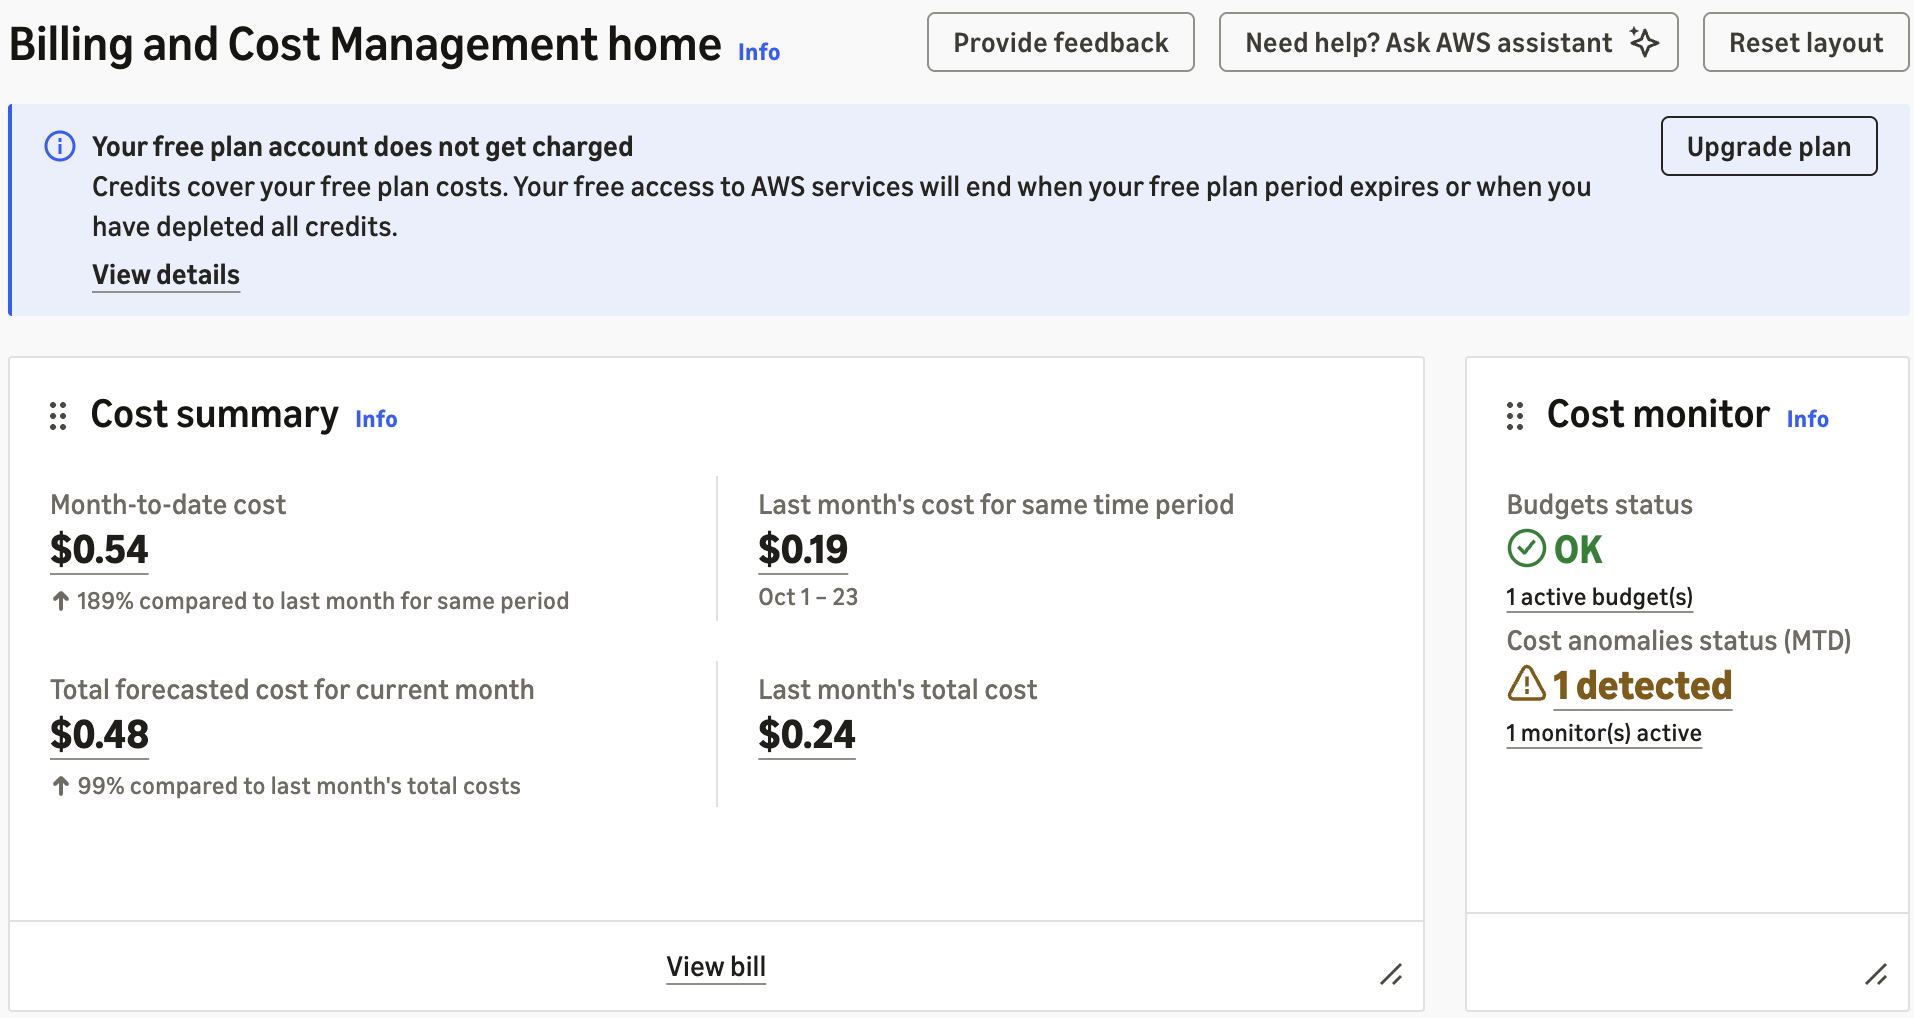 Billing and Cost Management home Info
Provide feedback
Need help? Ask AWS assistant
Reset layout
Your free plan account does not get charged
Credits cover your free plan costs. Your free access to AWS services will end when your free plan period expires or when you
have depleted all credits.
View details
Upgrade plan
Cost summary Info
Month-to-date cost
$0.54
↑ 189% compared to last month for same period
Last month's cost for same time period
$0.19
Oct 1 – 23
Total forecasted cost for current month
$0.48
↑ 99% compared to last month's total costs
Last month's total cost
$0.24
View bill
Cost monitor Info
Budgets status
OK
1 active budget(s)
Cost anomalies status (MTD)
1 detected
1 monitor(s) active